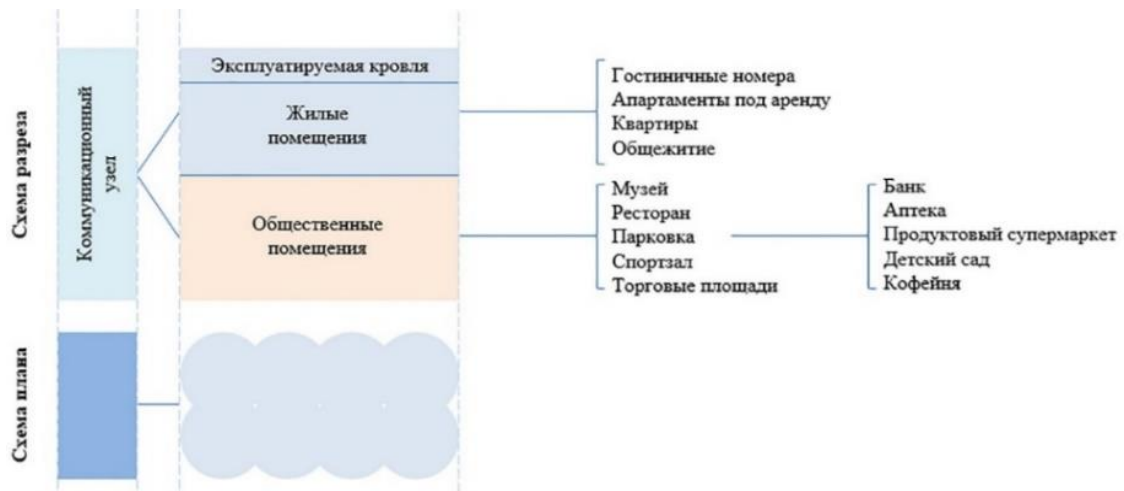 Схема разреза
Коммуникационный
узел
Эксплуатируемая кровля
Жилые
помещения
Общественные
помещения
Гостиничные номера
Апартаменты под аренду
Квартиры
Общежитие
Музей
Ресторан
Парковка
Спортзал
Торговые площади
Банк
Аптека
Продуктовый супермаркет
Детский сад
Кофейня
Схема плана